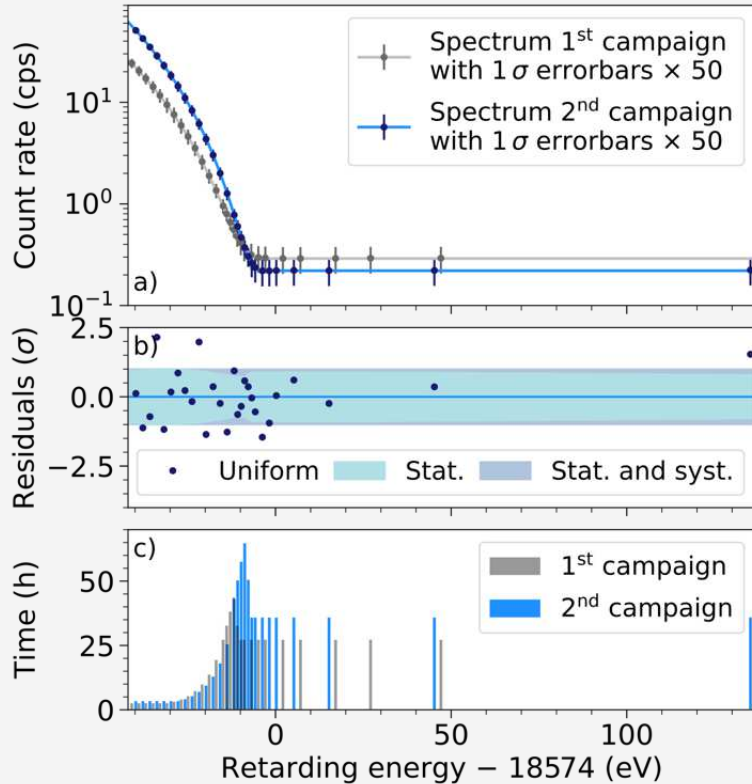 Count rate (cps)
10¹
10⁰
10⁻¹
a)
Spectrum 1ˢᵗ campaign
with 1 σ errorbars × 50
Spectrum 2ⁿᵈ campaign
with 1 σ errorbars × 50
Residuals (σ)
2.5
0.0
−2.5
b)
Uniform
Stat.
Stat. and syst.
Time (h)
50
25
0
c)
1ˢᵗ campaign
2ⁿᵈ campaign
0
50
100
Retarding energy − 18574 (eV)